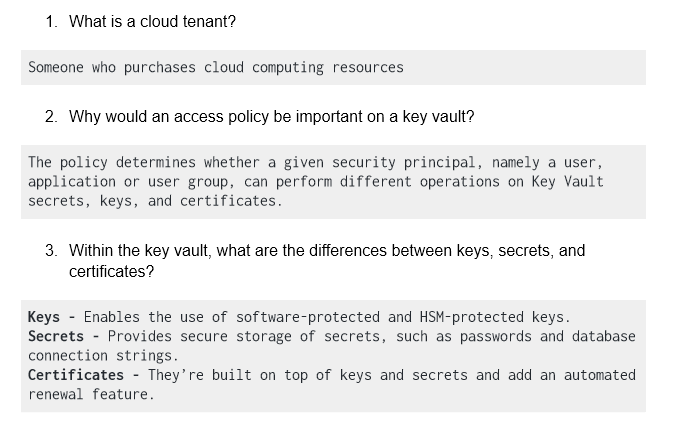 1. What is a cloud tenant?
Someone who purchases cloud computing resources
2. Why would an access policy be important on a key vault?
The policy determines whether a given security principal, namely a user,
application or user group, can perform different operations on Key Vault
secrets, keys, and certificates.
3. Within the key vault, what are the differences between keys, secrets, and
certificates?
Keys - Enables the use of software-protected and HSM-protected keys.
Secrets - Provides secure storage of secrets, such as passwords and database
connection strings.
Certificates - They’re built on top of keys and secrets and add an automated
renewal feature.